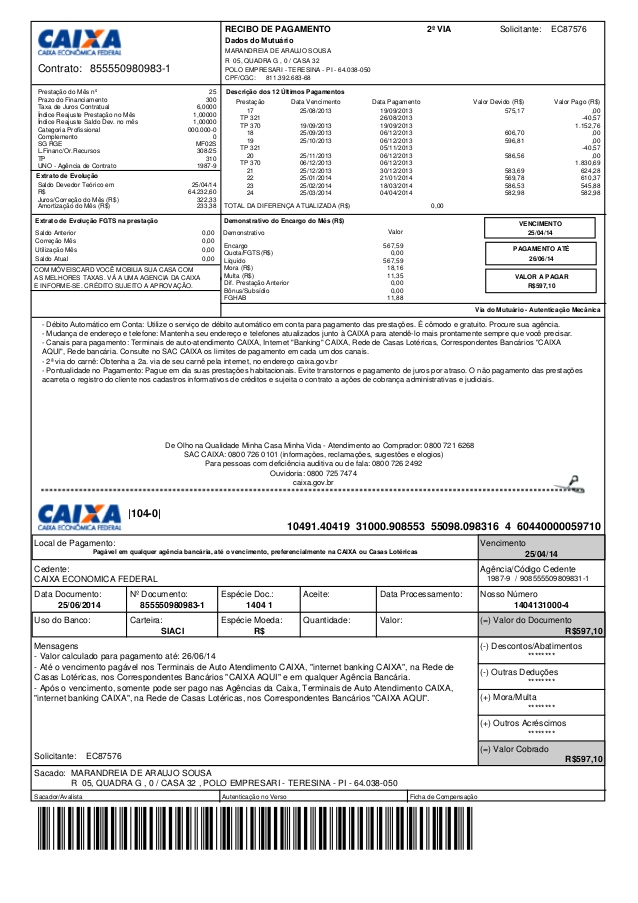 CAIXA
CAIXA ECONÔMICA FEDERAL
Contrato: 855550980983-1
RECIBO DE PAGAMENTO 2ª VIA Solicitante: EC87576
Dados do Mutuário
MARANDREIA DE ARAUJO SOUSA
R 05, QUADRA G , 0 / CASA 32
POLO EMPRESARI - TERESINA - PI - 64.038-050
CPF/CGC: 811.392.683-68
Prestação do Mês nº 25
Prazo do Financiamento 300
Taxa de Juros Contratual 6,0000
Índice Reajuste Prestação no Mês 1,00000
Índice Reajuste Saldo Dev. no mês 1,00000
Categoria Profissional 000.000-0
Complemento 0
SG RGE MF02S
L.Financ/Or.Recursos 308/25
TP 310
UNO - Agência de Contrato 1987-9
Extrato de Evolução
Saldo Devedor Teórico em 25/04/14
R$ 64.232,60
Juros/Correção do Mês (R$) 322,33
Amortização do Mês (R$) 233,38
Descrição dos 12 Últimos Pagamentos
Prestação Data Vencimento Data Pagamento Valor Devido (R$) Valor Pago (R$)
17 25/08/2013 19/09/2013 575,17 ,00
TP 321 26/08/2013 -40,57
TP 370 19/09/2013 19/09/2013 1.152,76
18 25/09/2013 06/12/2013 606,70 ,00
19 25/10/2013 06/12/2013 596,81 ,00
TP 321 05/11/2013 -40,57
20 25/11/2013 06/12/2013 586,56 ,00
TP 370 06/12/2013 06/12/2013 1.830,69
21 25/12/2013 30/12/2013 583,69 624,28
22 25/01/2014 21/01/2014 569,78 610,37
23 25/02/2014 18/03/2014 586,53 545,88
24 25/03/2014 04/04/2014 582,98 582,98
TOTAL DA DIFERENÇA ATUALIZADA (R$) 0,00
Extrato de Evolução FGTS na prestação
Saldo Anterior 0,00
Correção Mês 0,00
Utilização Mês 0,00
Saldo Atual 0,00
COM MÓVEISCARD VOCÊ MOBILIA SUA CASA COM
AS MELHORES TAXAS. VÁ A UMA AGENCIA DA CAIXA
E INFORME-SE. CRÉDITO SUJEITO A APROVAÇÃO.
Demonstrativo do Encargo do Mês (R$)
Demonstrativo Valor
Encargo 567,59
Quota/FGTS(R$) 0,00
Líquido 567,59
Mora (R$) 18,16
Multa (R$) 11,35
Dif. Prestação Anterior 0,00
Bônus/Subsídio 0,00
FGHAB 11,88
VENCIMENTO
25/04/14
PAGAMENTO ATÉ
26/06/14
VALOR A PAGAR
R$597,10
Via do Mutuário - Autenticação Mecânica
- Débito Automático em Conta: Utilize o serviço de débito automático em conta para pagamento das prestações. É cômodo e gratuito. Procure sua agência.
- Mudança de endereço e telefone: Mantenha seu endereço e telefones atualizados junto à CAIXA para atendê-lo mais prontamente sempre que você precisar.
- Canais para pagamento: Terminais de auto-atendimento CAIXA, Internet "Banking" CAIXA, Rede de Casas Lotéricas, Correspondentes Bancários "CAIXA
AQUI", Rede bancária. Consulte no SAC CAIXA os limites de pagamento em cada um dos canais.
- 2ª via do carnê: Obtenha a 2a. via de seu carnê pela internet, no endereço caixa.gov.br
- Pontualidade no Pagamento: Pague em dia suas prestações habitacionais. Evite transtornos e pagamento de juros por atraso. O não pagamento das prestações
acarreta o registro do cliente nos cadastros informativos de créditos e sujeita o contrato a ações de cobrança administrativas e judiciais.
De Olho na Qualidade Minha Casa Minha Vida - Atendimento ao Comprador: 0800 721 6268
SAC CAIXA: 0800 726 0101 (informações, reclamações, sugestões e elogios)
Para pessoas com deficiência auditiva ou de fala: 0800 726 2492
Ouvidoria: 0800 725 7474
caixa.gov.br
CAIXA
CAIXA ECONÔMICA FEDERAL
|104-0|
10491.40419 31000.908553 55098.098316 4 60440000059710
Local de Pagamento:
Pagável em qualquer agência bancária, até o vencimento, preferencialmente na CAIXA ou Casas Lotéricas
Vencimento
25/04/14
Cedente:
CAIXA ECONOMICA FEDERAL
Agência/Código Cedente
1987-9 / 908555509809831-1
Data Documento: Nº Documento: Espécie Doc.: Aceite: Data Processamento: Nosso Número
25/06/2014 855550980983-1 1404 1 1404131000-4
Uso do Banco: Carteira: Espécie Moeda: Quantidade: Valor: (=) Valor do Documento
SIACI R$ R$597,10
Mensagens
- Valor calculado para pagamento até: 26/06/14
- Até o vencimento pagável nos Terminais de Auto Atendimento CAIXA, "internet banking CAIXA", na Rede de
Casas Lotéricas, nos Correspondentes Bancários "CAIXA AQUI" e em qualquer Agência Bancária.
- Após o vencimento, somente pode ser pago nas Agências da Caixa, Terminais de Auto Atendimento CAIXA,
"internet banking CAIXA", na Rede de Casas Lotéricas, nos Correspondentes Bancários "CAIXA AQUI".
Solicitante: EC87576
(-) Descontos/Abatimentos
********
(-) Outras Deduções
********
(+) Mora/Multa
********
(+) Outros Acréscimos
********
(=) Valor Cobrado
R$597,10
Sacado: MARANDREIA DE ARAUJO SOUSA
R 05, QUADRA G , 0 / CASA 32 , POLO EMPRESARI - TERESINA - PI - 64.038-050
Sacador/Avalista Autenticação no Verso Ficha de Compensação